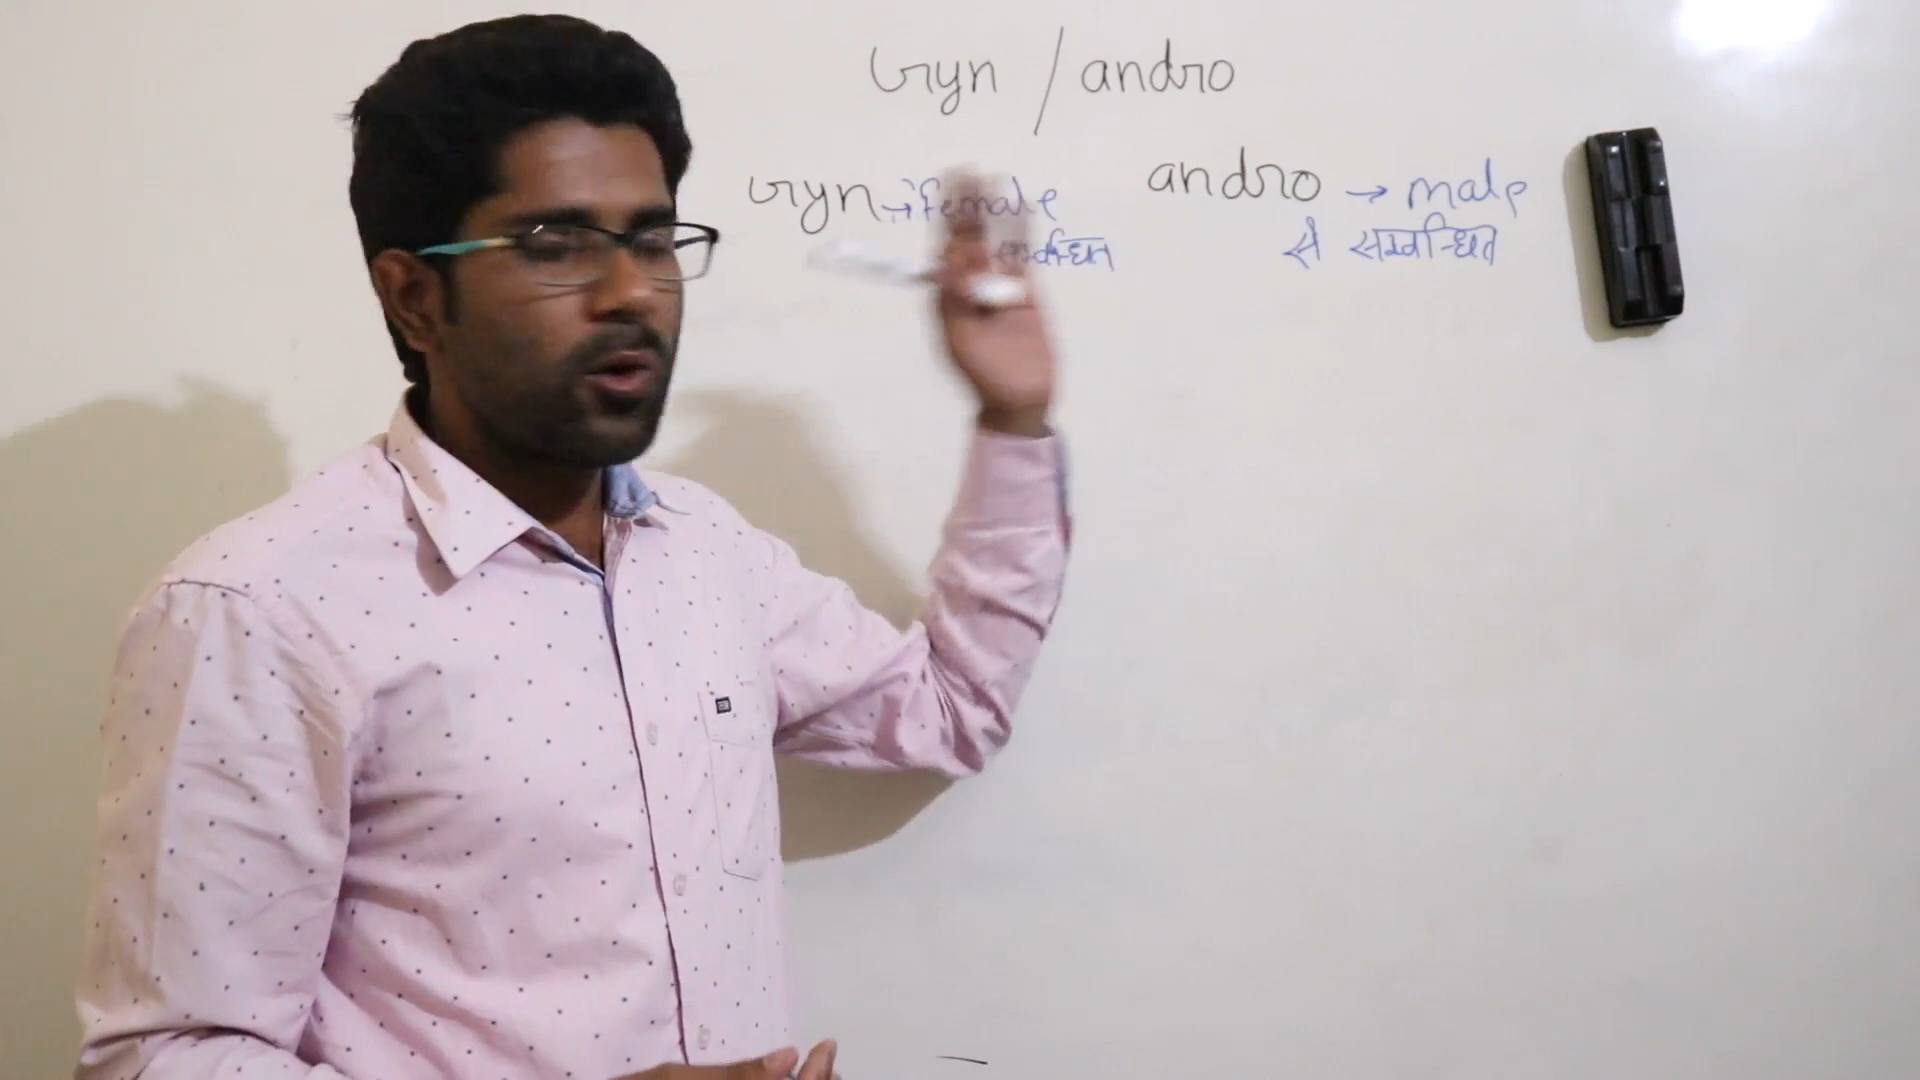 Gyn / andro
Gyn → female andro → male
से सम्बन्धित